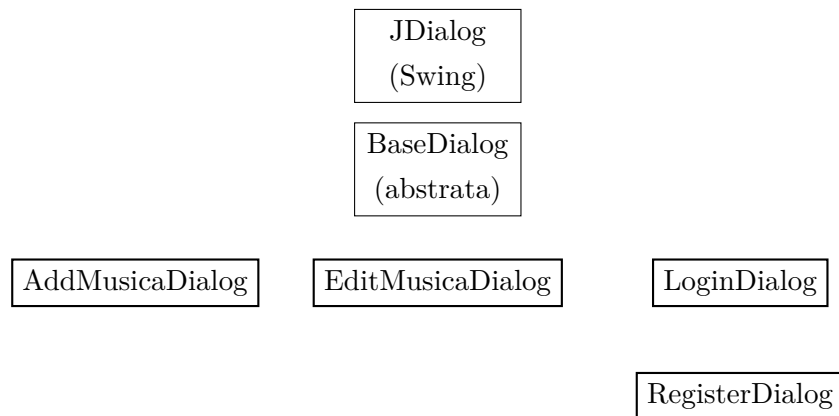 JDialog
(Swing)
BaseDialog
(abstrata)
AddMusicaDialog
EditMusicaDialog
LoginDialog
RegisterDialog